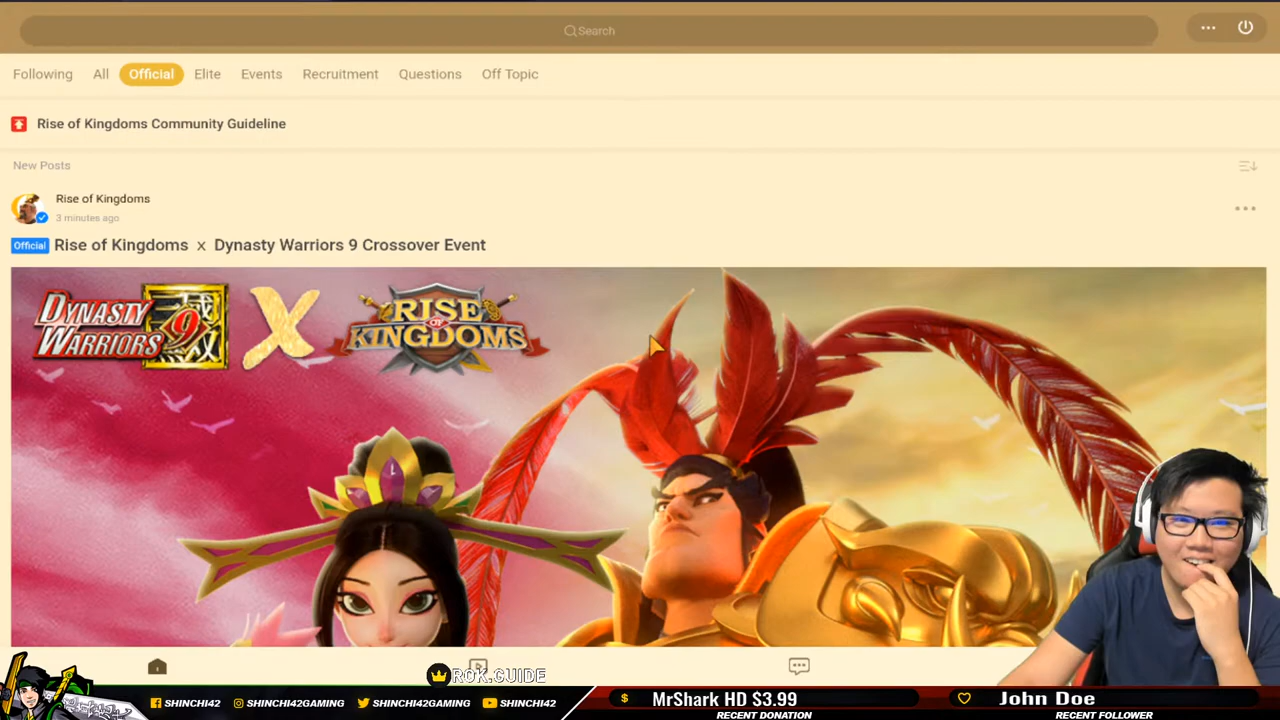 Search
Following All Official Elite Events Recruitment Questions Off Topic
Rise of Kingdoms Community Guideline
New Posts
Rise of Kingdoms
3 minutes ago
Official Rise of Kingdoms x Dynasty Warriors 9 Crossover Event
DYNASTY WARRIORS 9 X RISE OF KINGDOMS
ROK.GUIDE
SHINCHI42 SHINCHI42GAMING SHINCHI42GAMING SHINCHI42
$ MrShark HD $3.99
RECENT DONATION
John Doe
RECENT FOLLOWER